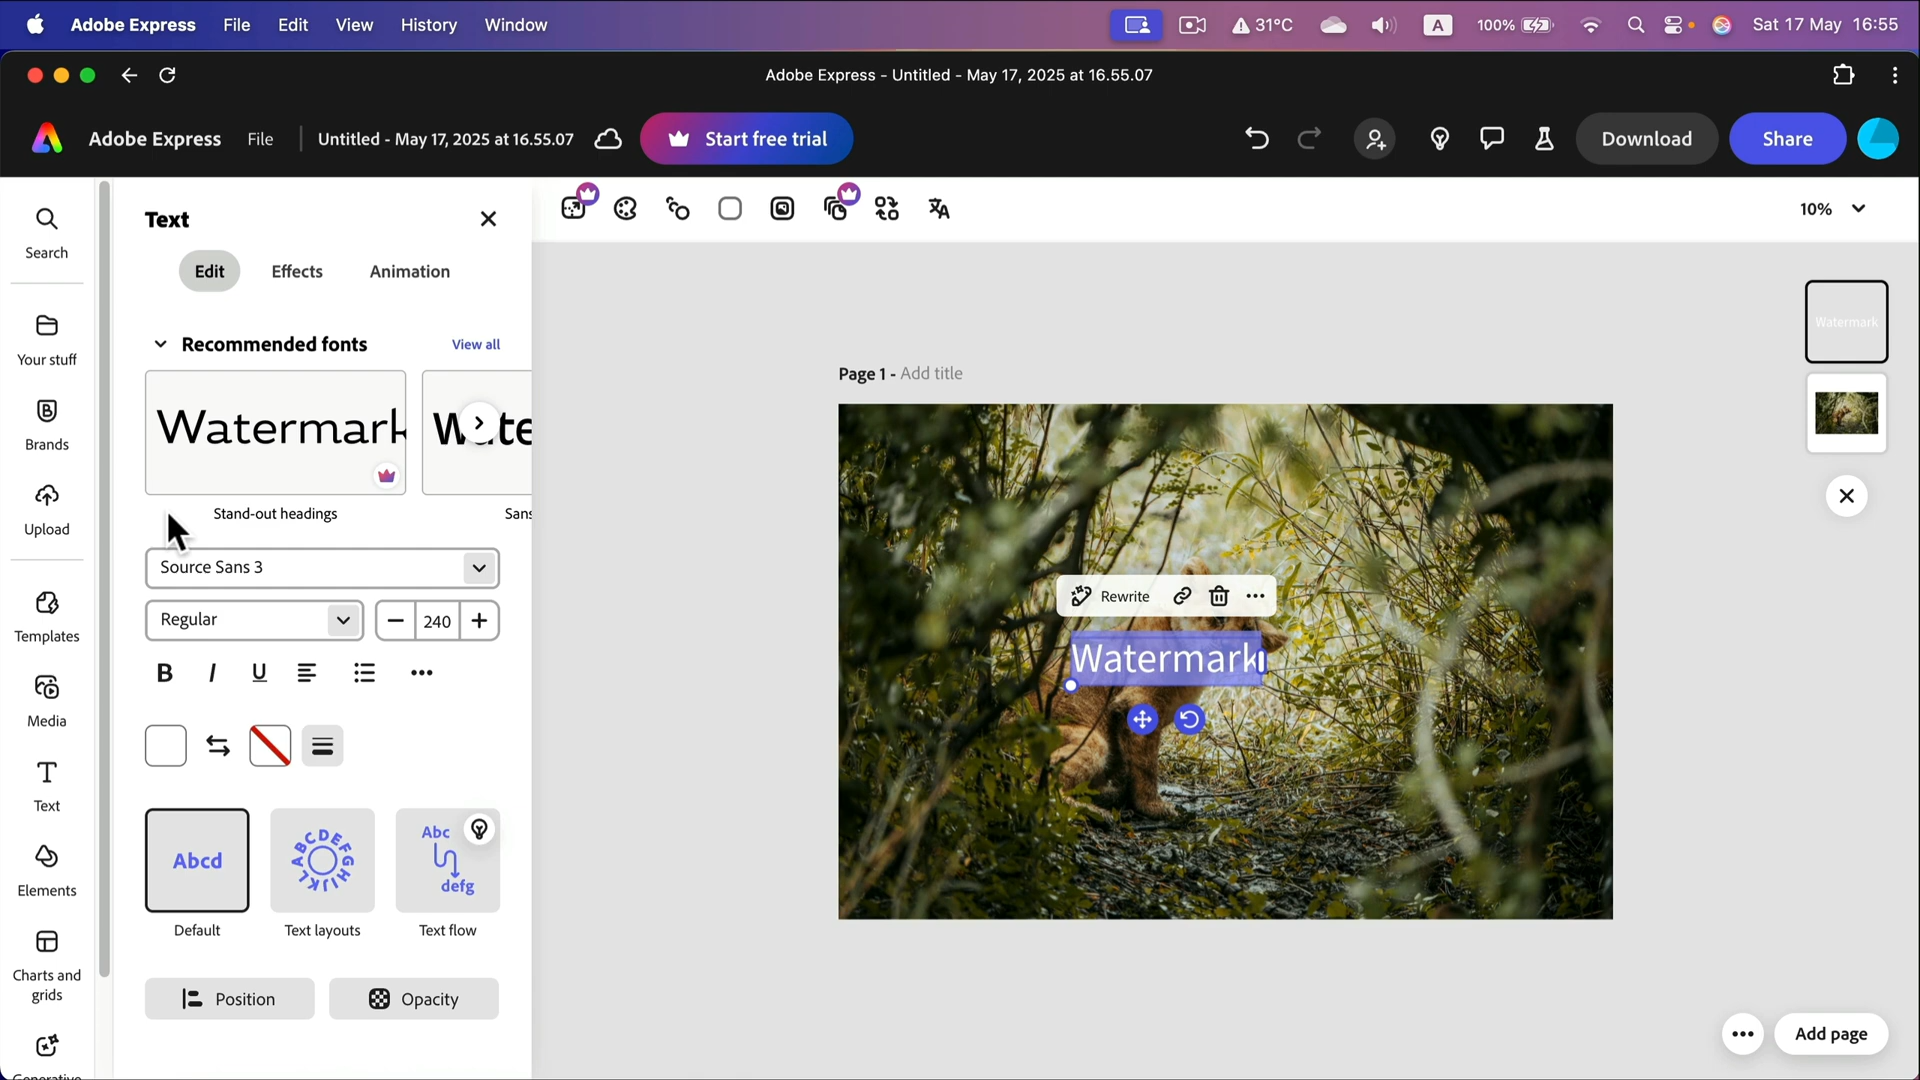 Adobe Express File Edit View History Window 31°C A 100% Sat 17 May 16:55
Adobe Express - Untitled - May 17, 2025 at 16.55.07
Adobe Express File Untitled - May 17, 2025 at 16.55.07 Start free trial Download Share
Search
Your stuff
Brands
Upload
Templates
Media
Text
Elements
Charts and
grids
Generative
Text
Edit Effects Animation
Recommended fonts View all
Watermark Wate
Stand-out headings Sans
Source Sans 3
Regular 240
B I U
Abcd ABCDEFGHIJKL Abc
defg
Default Text layouts Text flow
Position Opacity
10%
Page 1 - Add title
Rewrite
Watermark
Watermark
Add page